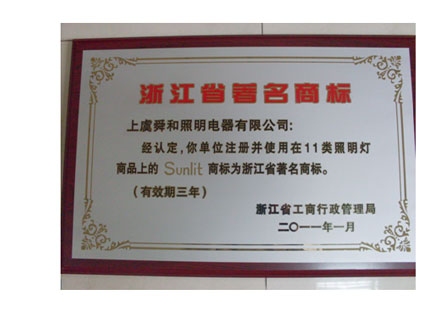 浙江省著名商标
上虞舜和照明电器有限公司:
经认定,你单位注册并使用在11类照明灯
商品上的 Sunlit 商标为浙江省著名商标。
(有效期三年)
浙江省工商行政管理局
二〇一一年一月